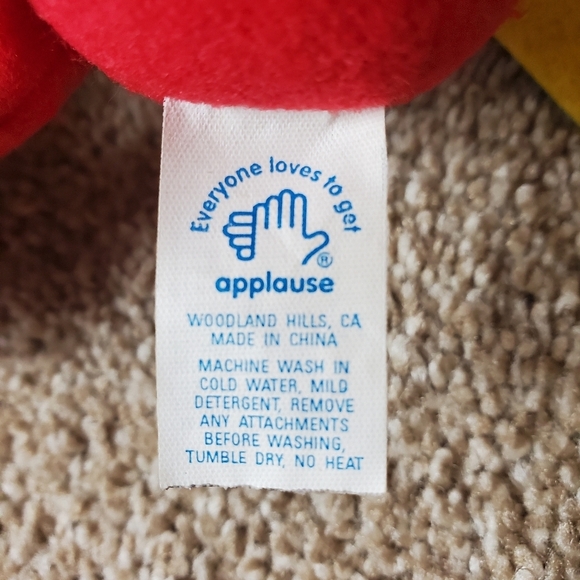 Everyone loves to get
®
applause
WOODLAND HILLS, CA
MADE IN CHINA
MACHINE WASH IN
COLD WATER, MILD
DETERGENT, REMOVE
ANY ATTACHMENTS
BEFORE WASHING,
TUMBLE DRY, NO HEAT